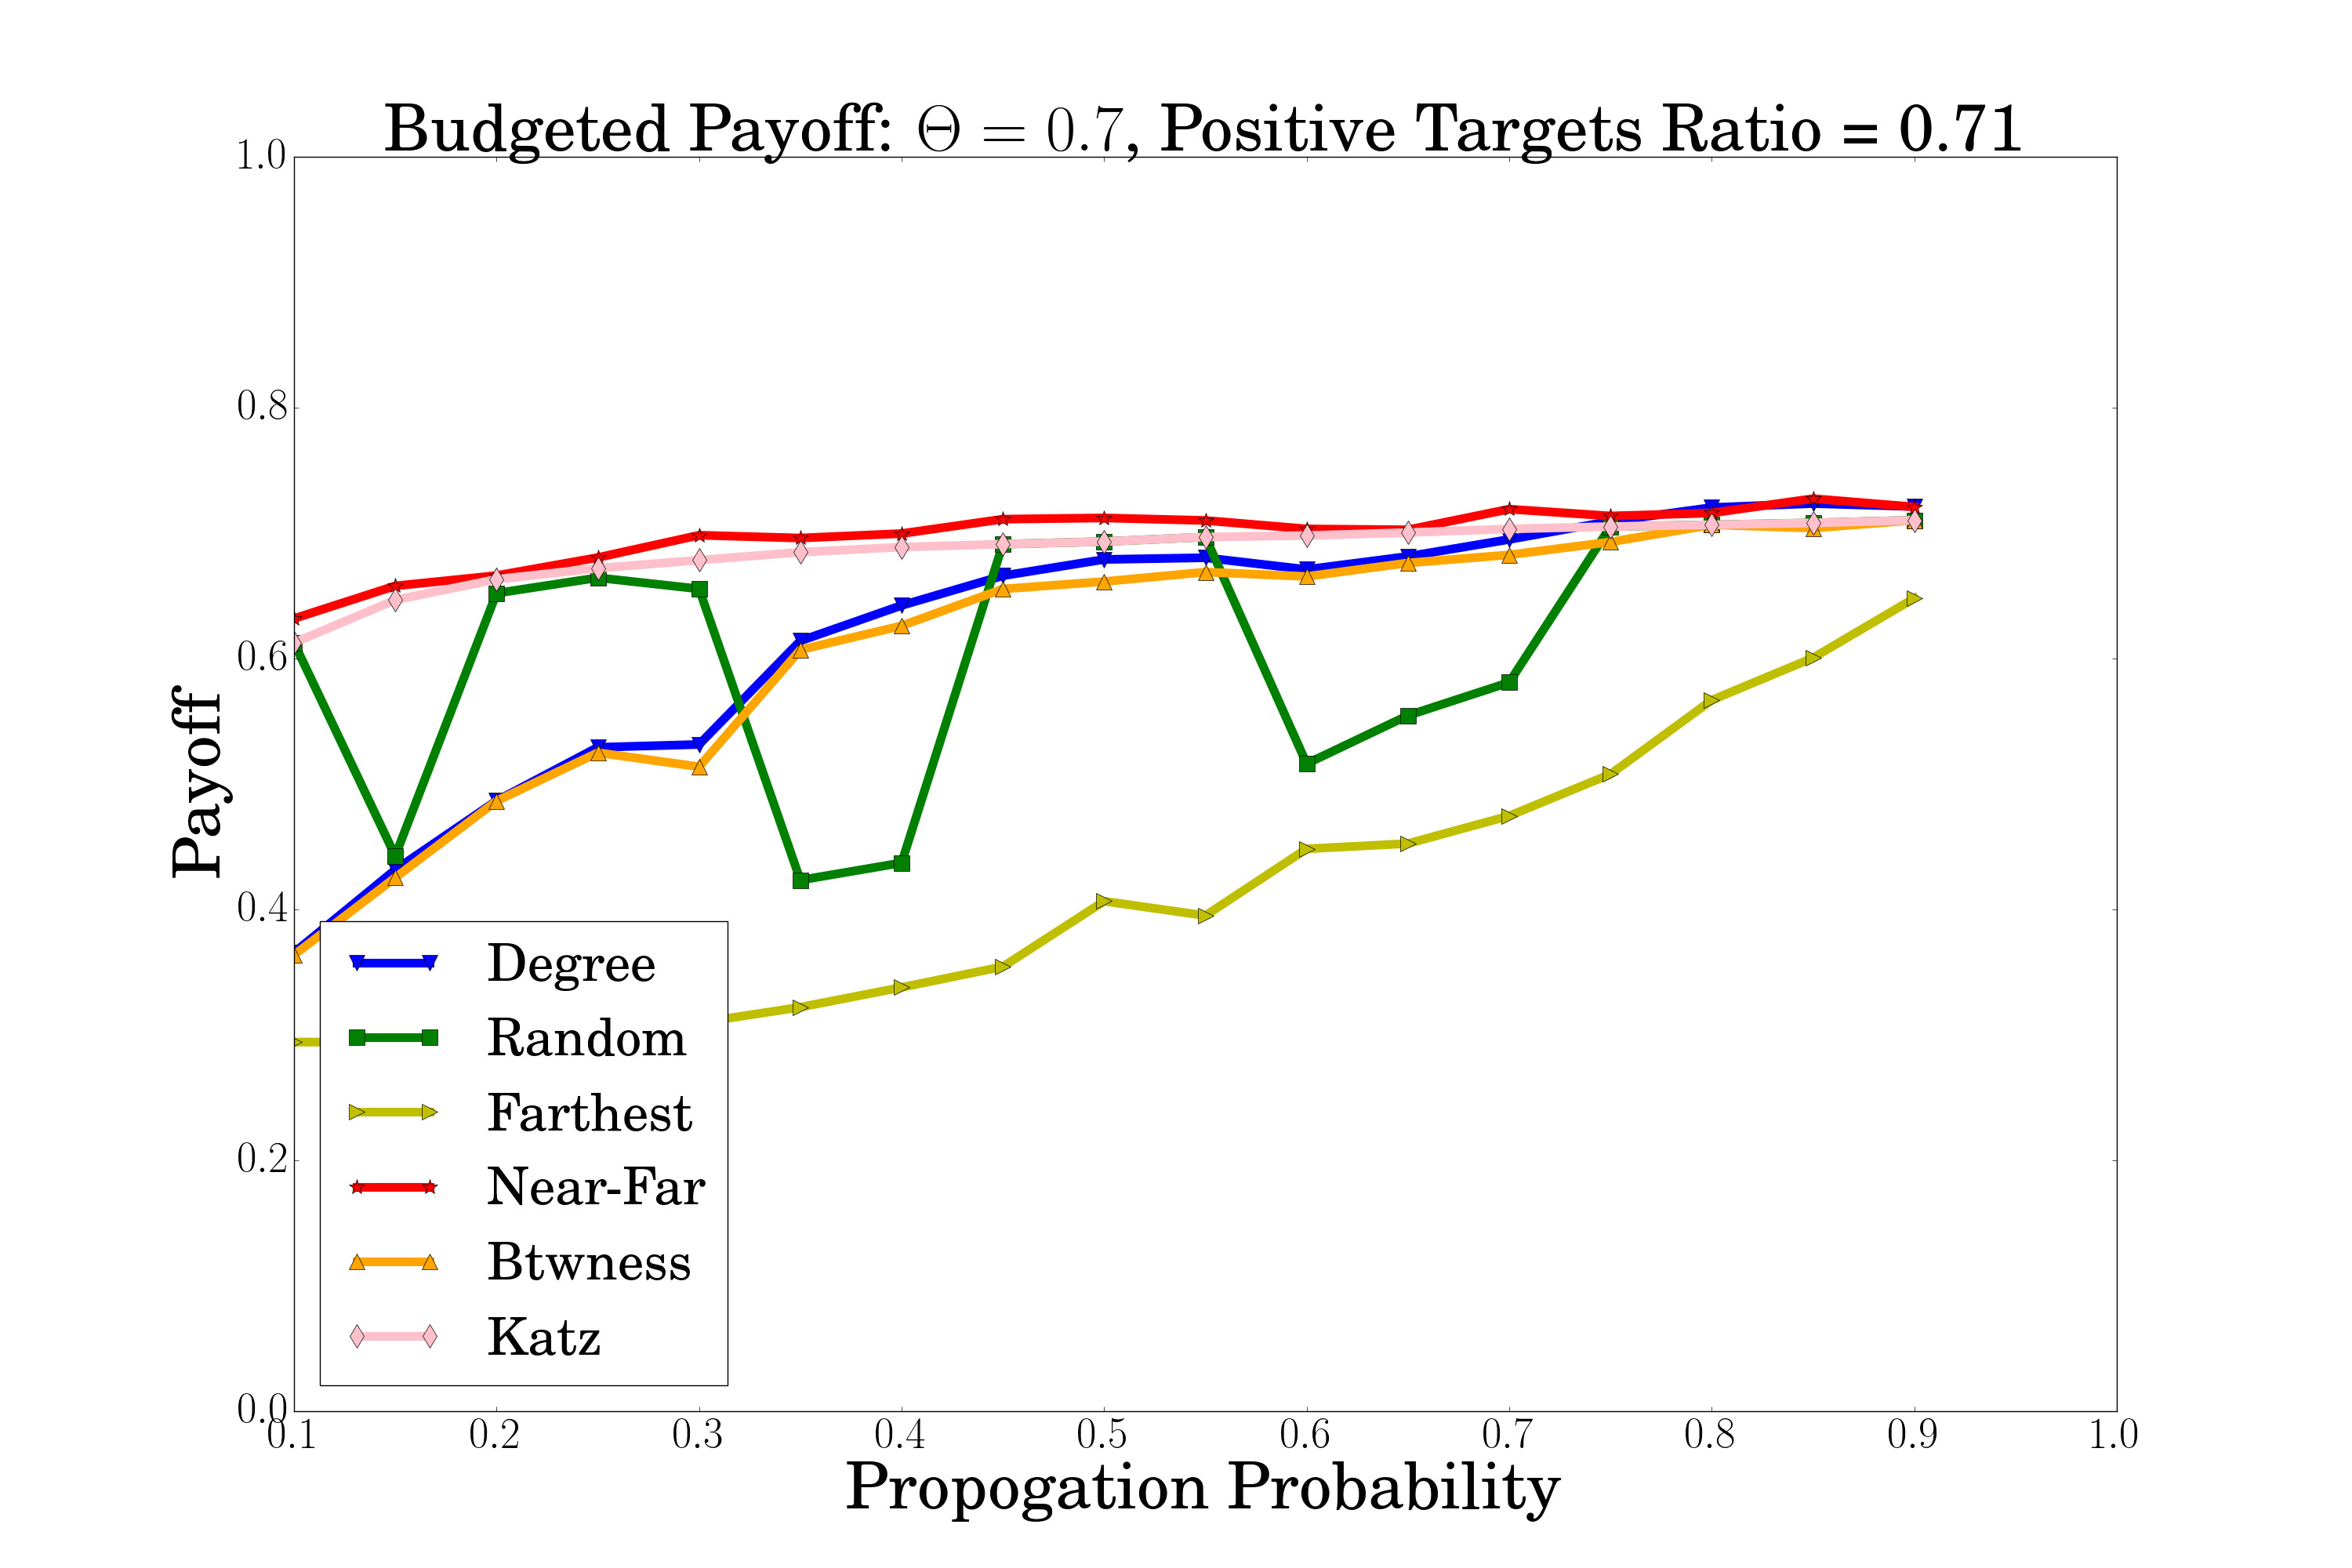 Budgeted Payoff: Θ = 0.7, Positive Targets Ratio = 0.71
1.0
0.8
0.6
0.4
0.2
0.0
Payoff
Degree
Random
Farthest
Near-Far
Btwness
Katz
0.1 0.2 0.3 0.4 0.5 0.6 0.7 0.8 0.9 1.0
Propogation Probability